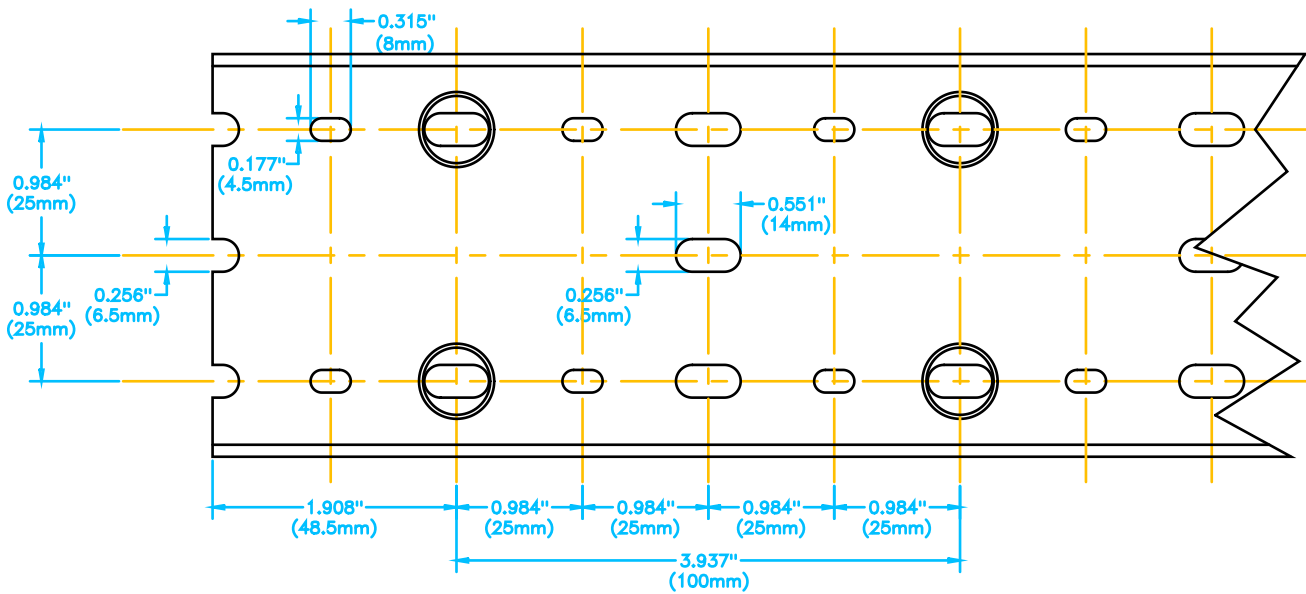 0.315"
(8mm)
0.177"
(4.5mm)
0.984"
(25mm)
0.551"
(14mm)
0.256"
(6.5mm)
0.256"
(6.5mm)
0.984"
(25mm)
1.908"
(48.5mm)
0.984"
(25mm)
0.984"
(25mm)
0.984"
(25mm)
0.984"
(25mm)
3.937"
(100mm)